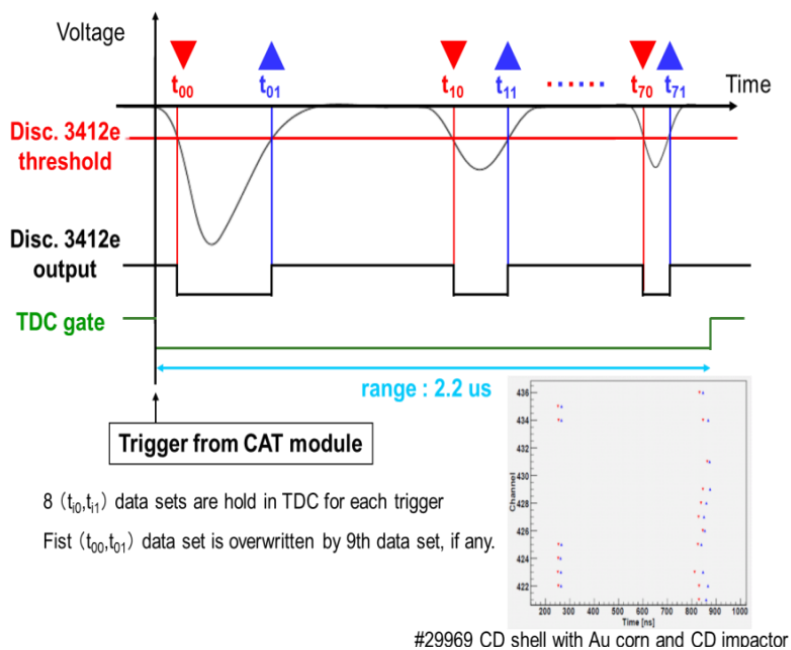 Voltage
t00 t01 t10 t11 t70 t71 Time
Disc. 3412e
threshold
Disc. 3412e
output
TDC gate
range : 2.2 us
Trigger from CAT module
8 (ti0,ti1) data sets are hold in TDC for each trigger
Fist (t00,t01) data set is overwritten by 9th data set, if any.
Channel
436
434
432
430
428
426
424
422
200 300 400 500 600 700 800 900 1000
Time [ns]
#29969 CD shell with Au corn and CD impactor